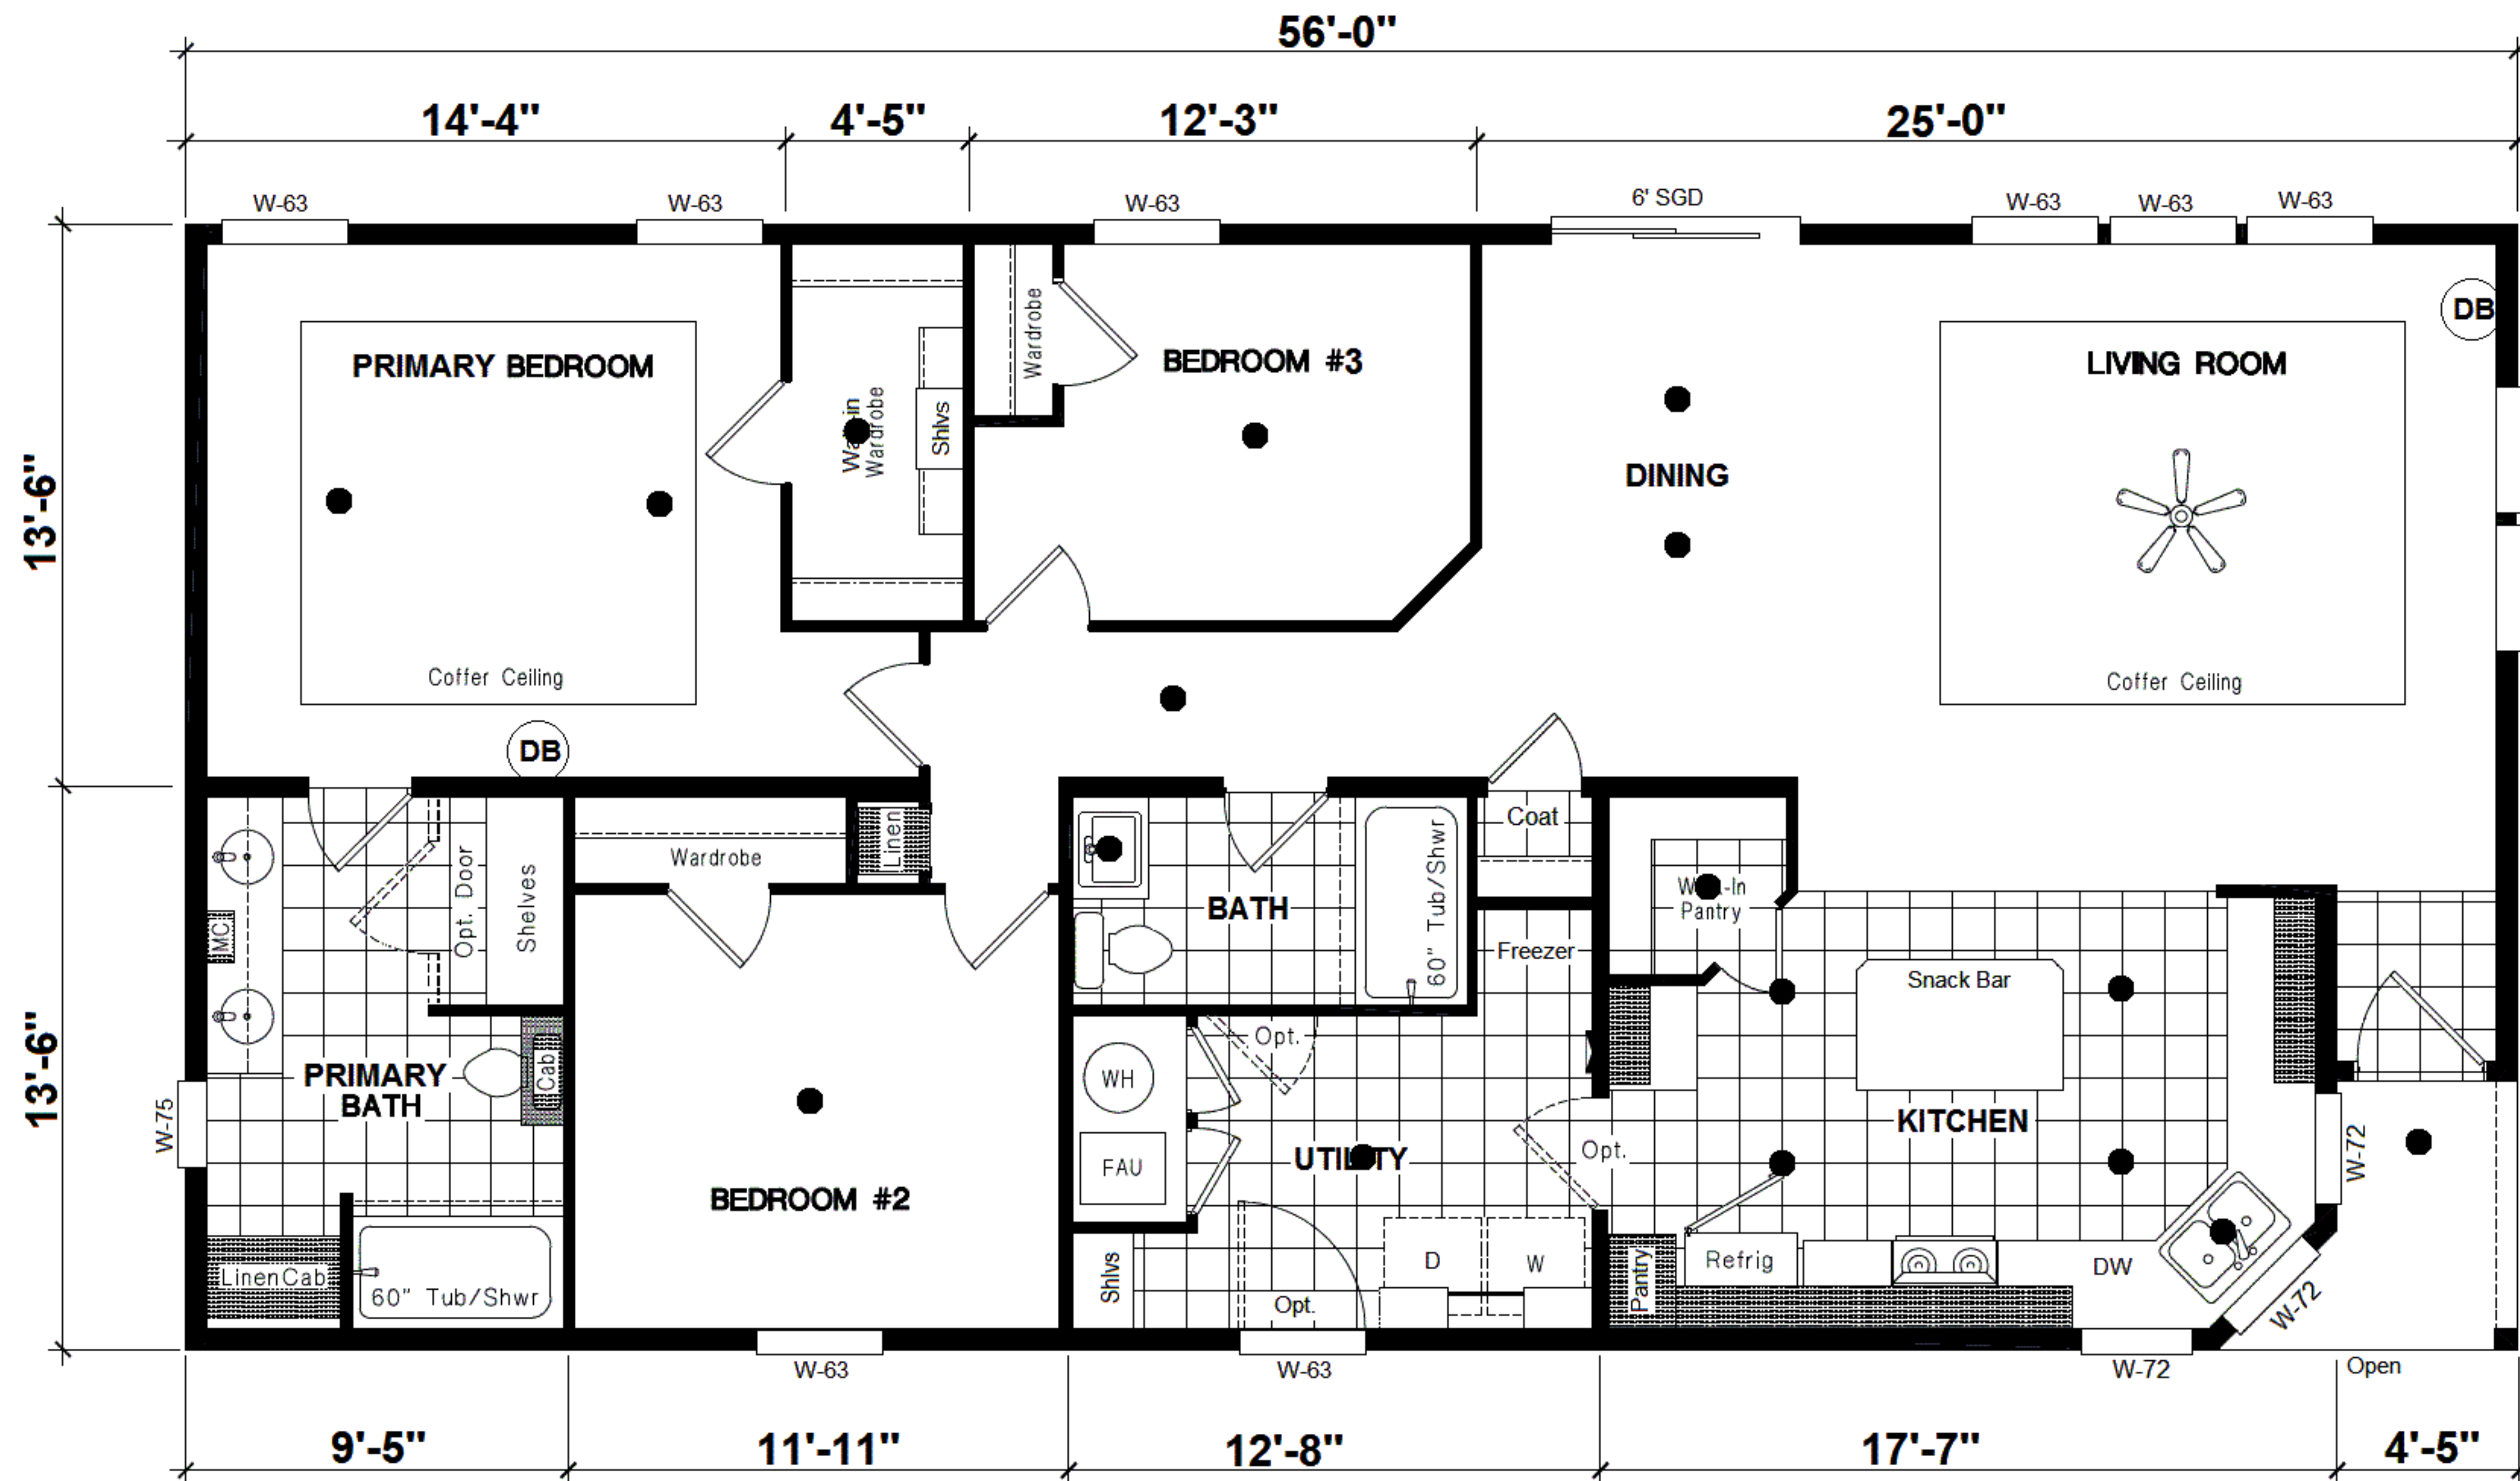 56'-0"
14'-4"
4'-5"
12'-3"
25'-0"
W-63
W-63
W-63
6' SGD
W-63
W-63
W-63
DB
PRIMARY BEDROOM
Wardrobe
BEDROOM #3
LIVING ROOM
Wardrobe
Shlvs
DINING
13'-6"
Coffer Ceiling
Coffer Ceiling
DB
Coat
Linen
Wardrobe
Opt. Door
Shelves
60" Tub/Shwr
Pantry
BATH
MC
Freezer
Snack Bar
Opt.
13'-6"
PRIMARY
BATH
Cab
WH
W-75
KITCHEN
Opt.
W-72
FAU
UTILITY
BEDROOM #2
Refrig
D
W
DW
Linen Cab
60" Tub/Shwr
Shlvs
Opt.
Pantry
W-72
W-63
W-63
W-72
Open
9'-5"
11'-11"
12'-8"
17'-7"
4'-5"